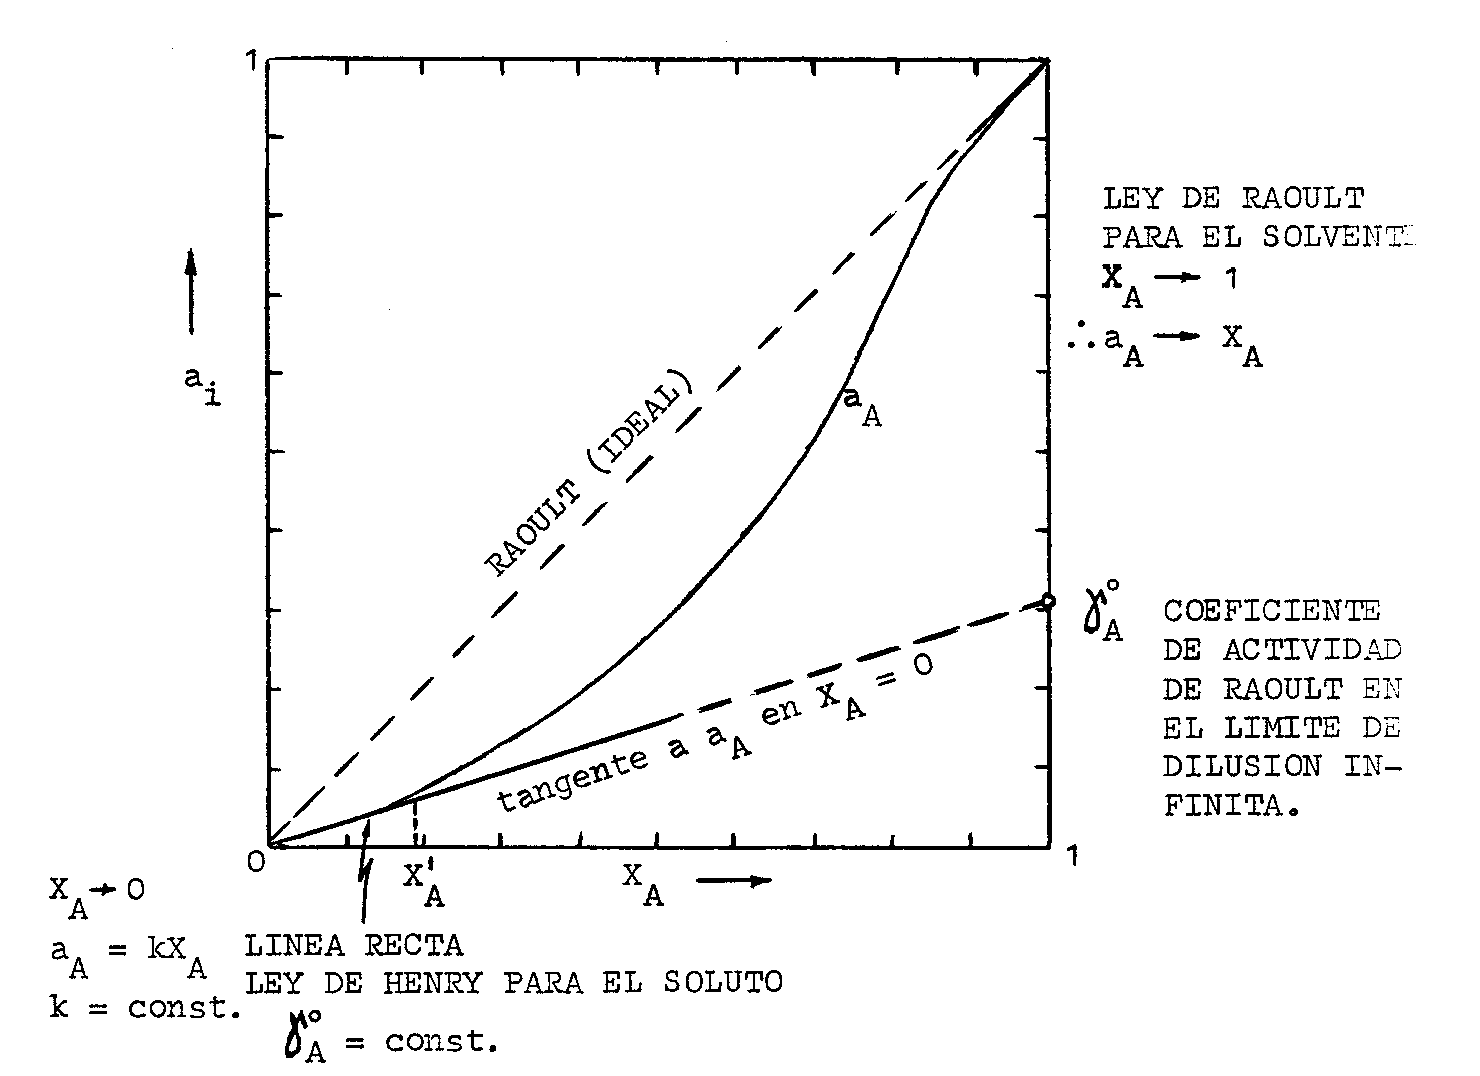 1
LEY DE RAOULT
PARA EL SOLVENTE
X_A → 1
∴ a_A → X_A
a_i
RAOULT (IDEAL)
a_A
γ°_A
COEFICIENTE
DE ACTIVIDAD
DE RAOULT EN
EL LIMITE DE
DILUSION IN-
FINITA.
tangente a a_A en X_A = 0
0
X'_A
X_A →
1
X_A → 0
a_A = kX_A
k = const.
LINEA RECTA
LEY DE HENRY PARA EL SOLUTO
γ°_A = const.